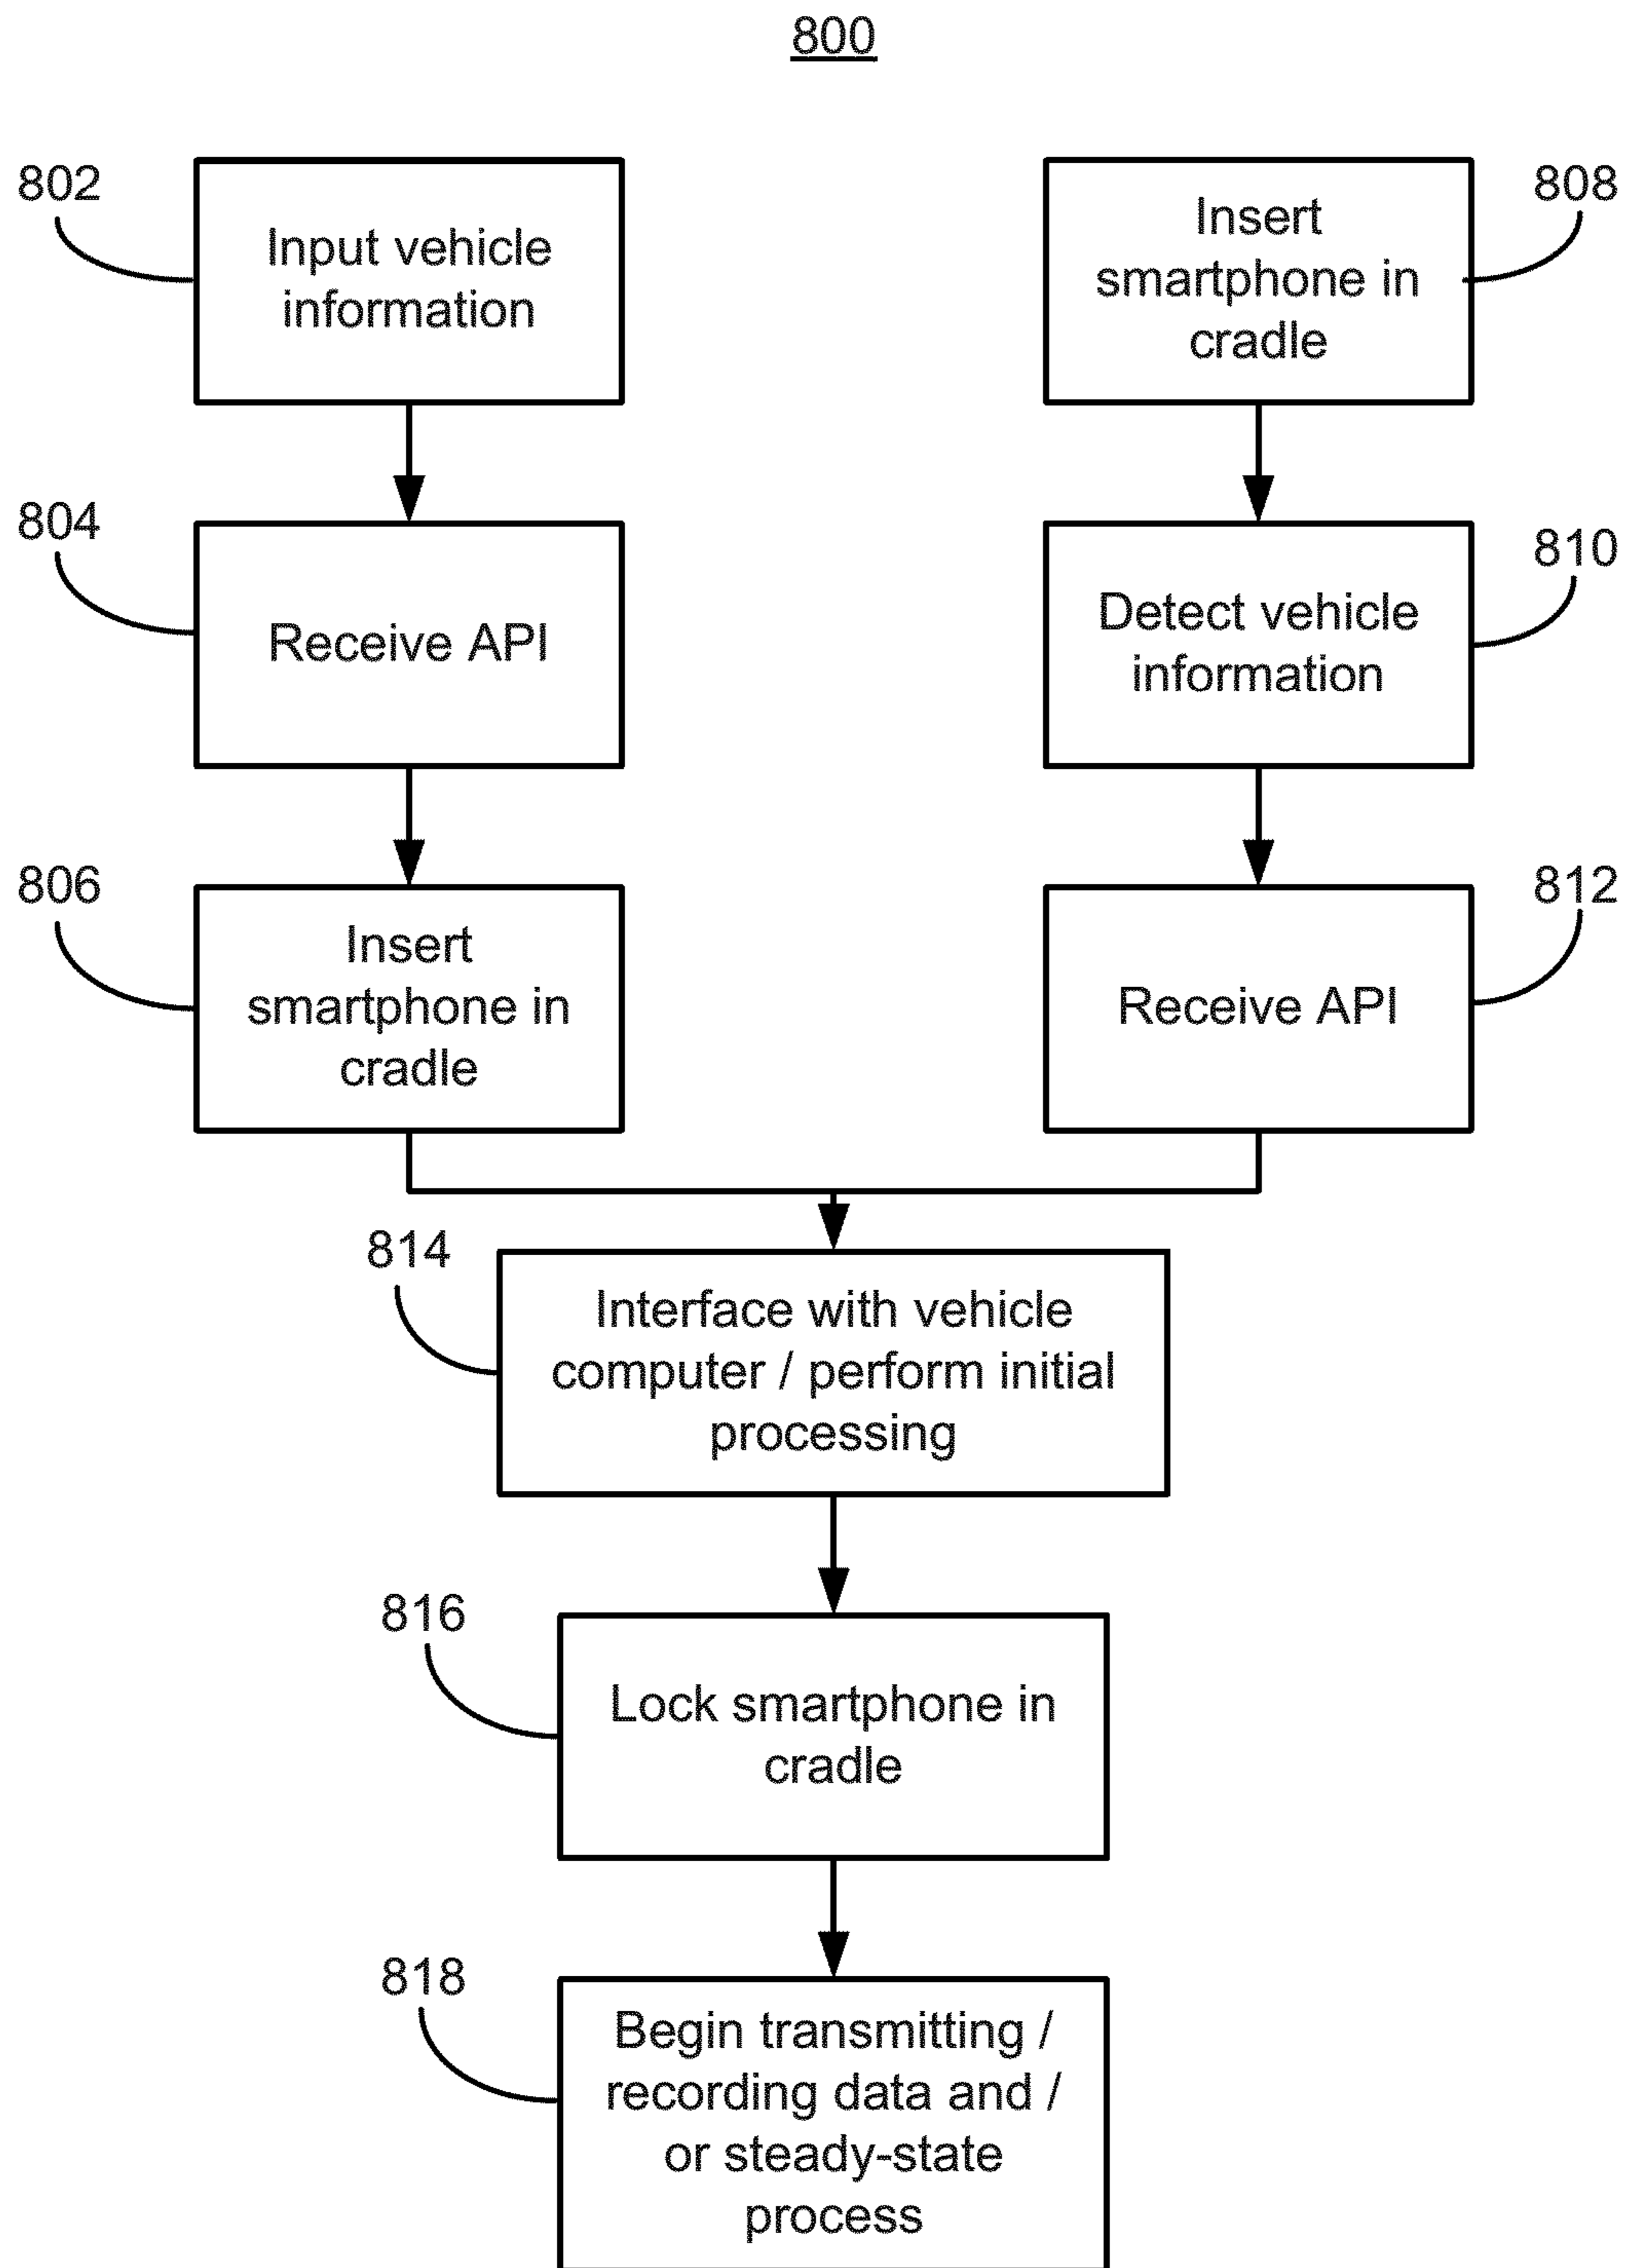 800
802
Input vehicle
information
808
Insert
smartphone in
cradle
804
Receive API
810
Detect vehicle
information
806
Insert
smartphone in
cradle
812
Receive API
814
Interface with vehicle
computer / perform initial
processing
816
Lock smartphone in
cradle
818
Begin transmitting /
recording data and /
or steady-state
process